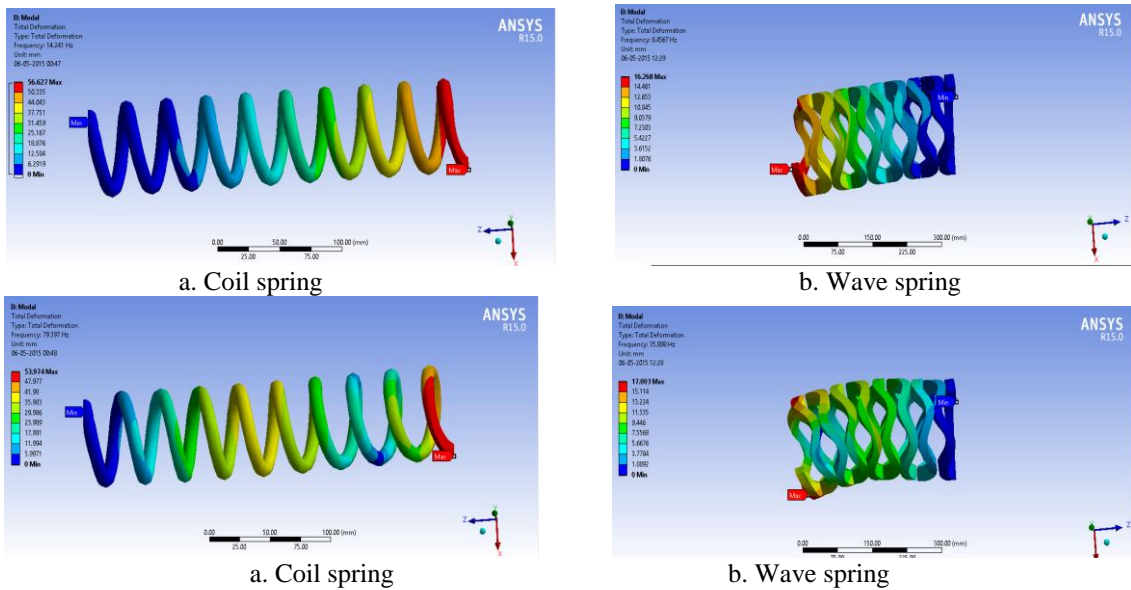 B: Modal
Total Deformation
Type: Total Deformation
Frequency: 14.241 Hz
Unit: mm
06-05-2015 00:47
56.627 Max
50.335
44.043
37.751
31.459
25.167
18.876
12.584
6.2919
0 Min
Min
Max
ANSYS
R15.0
0.00 50.00 100.00 (mm)
25.00 75.00
Z
Y
X
B: Modal
Total Deformation
Type: Total Deformation
Frequency: 8.4567 Hz
Unit: mm
06-05-2015 12:29
16.268 Max
14.461
12.653
10.845
9.0379
7.2303
5.4227
3.6152
1.8076
0 Min
Max
Min
ANSYS
R15.0
0.00 150.00 300.00 (mm)
75.00 225.00
Y
Z
X
a. Coil spring
b. Wave spring
B: Modal
Total Deformation
Type: Total Deformation
Frequency: 79.397 Hz
Unit: mm
06-05-2015 00:48
53.974 Max
47.977
41.98
35.983
29.986
23.989
17.991
11.994
5.9971
0 Min
Min
Max
ANSYS
R15.0
0.00 50.00 100.00 (mm)
25.00 75.00
Z
Y
X
B: Modal
Total Deformation
Type: Total Deformation
Frequency: 35.898 Hz
Unit: mm
06-05-2015 12:28
17.003 Max
15.114
13.224
11.335
9.446
7.5568
5.6676
3.7784
1.8892
0 Min
Min
Max
ANSYS
R15.0
0.00 150.00 300.00 (mm)
75.00 225.00
Y
Z
a. Coil spring
b. Wave spring